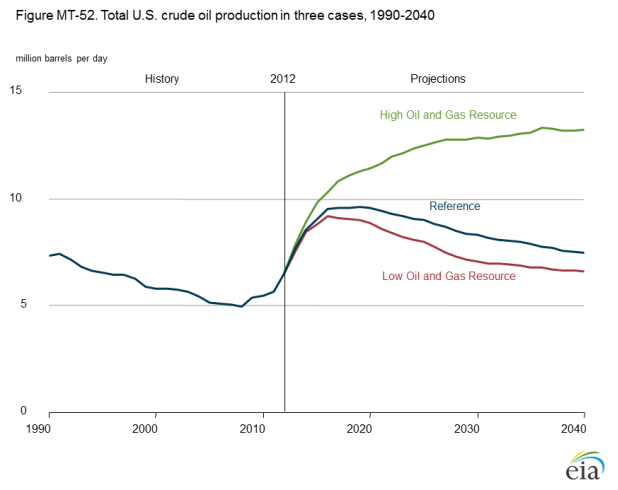 Figure MT-52. Total U.S. crude oil production in three cases, 1990-2040
million barrels per day
History 2012 Projections
15
High Oil and Gas Resource
10
Reference
Low Oil and Gas Resource
5
0
1990 2000 2010 2020 2030 2040
eia